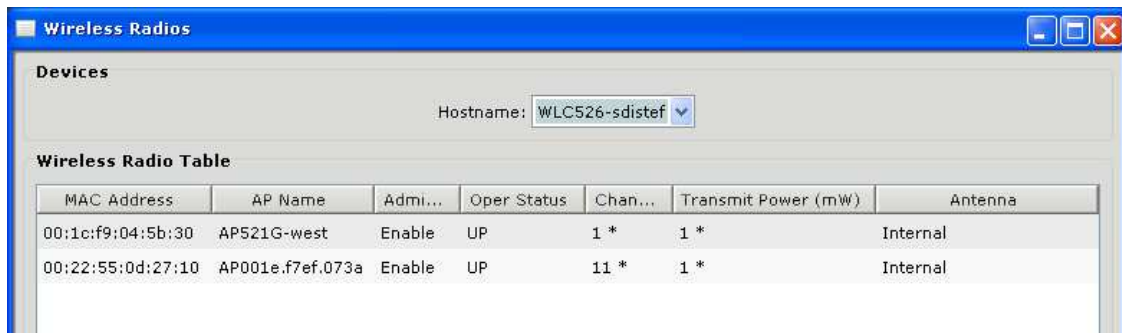 Wireless Radios
Devices
Hostname: WLC526-sdistef
Wireless Radio Table
MAC Address AP Name Admi... Oper Status Chan... Transmit Power (mW) Antenna
00:1c:f9:04:5b:30 AP521G-west Enable UP 1 * 1 * Internal
00:22:55:0d:27:10 AP001e.f7ef.073a Enable UP 11 * 1 * Internal